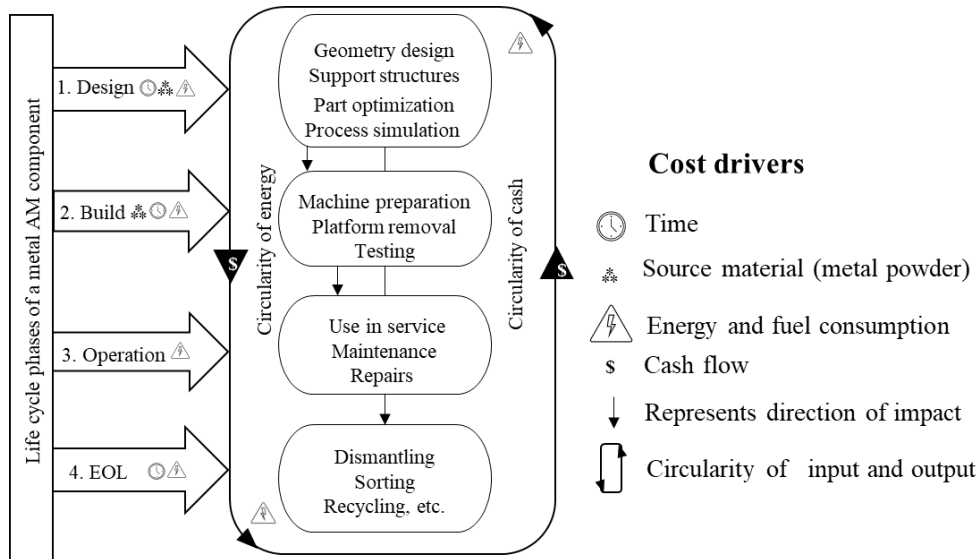 Life cycle phases of a metal AM component
1. Design
2. Build
3. Operation
4. EOL
Circularity of energy
$
Geometry design
Support structures
Part optimization
Process simulation
Machine preparation
Platform removal
Testing
Use in service
Maintenance
Repairs
Dismantling
Sorting
Recycling, etc.
Circularity of cash
$
Cost drivers
Time
Source material (metal powder)
Energy and fuel consumption
$ Cash flow
Represents direction of impact
Circularity of input and output